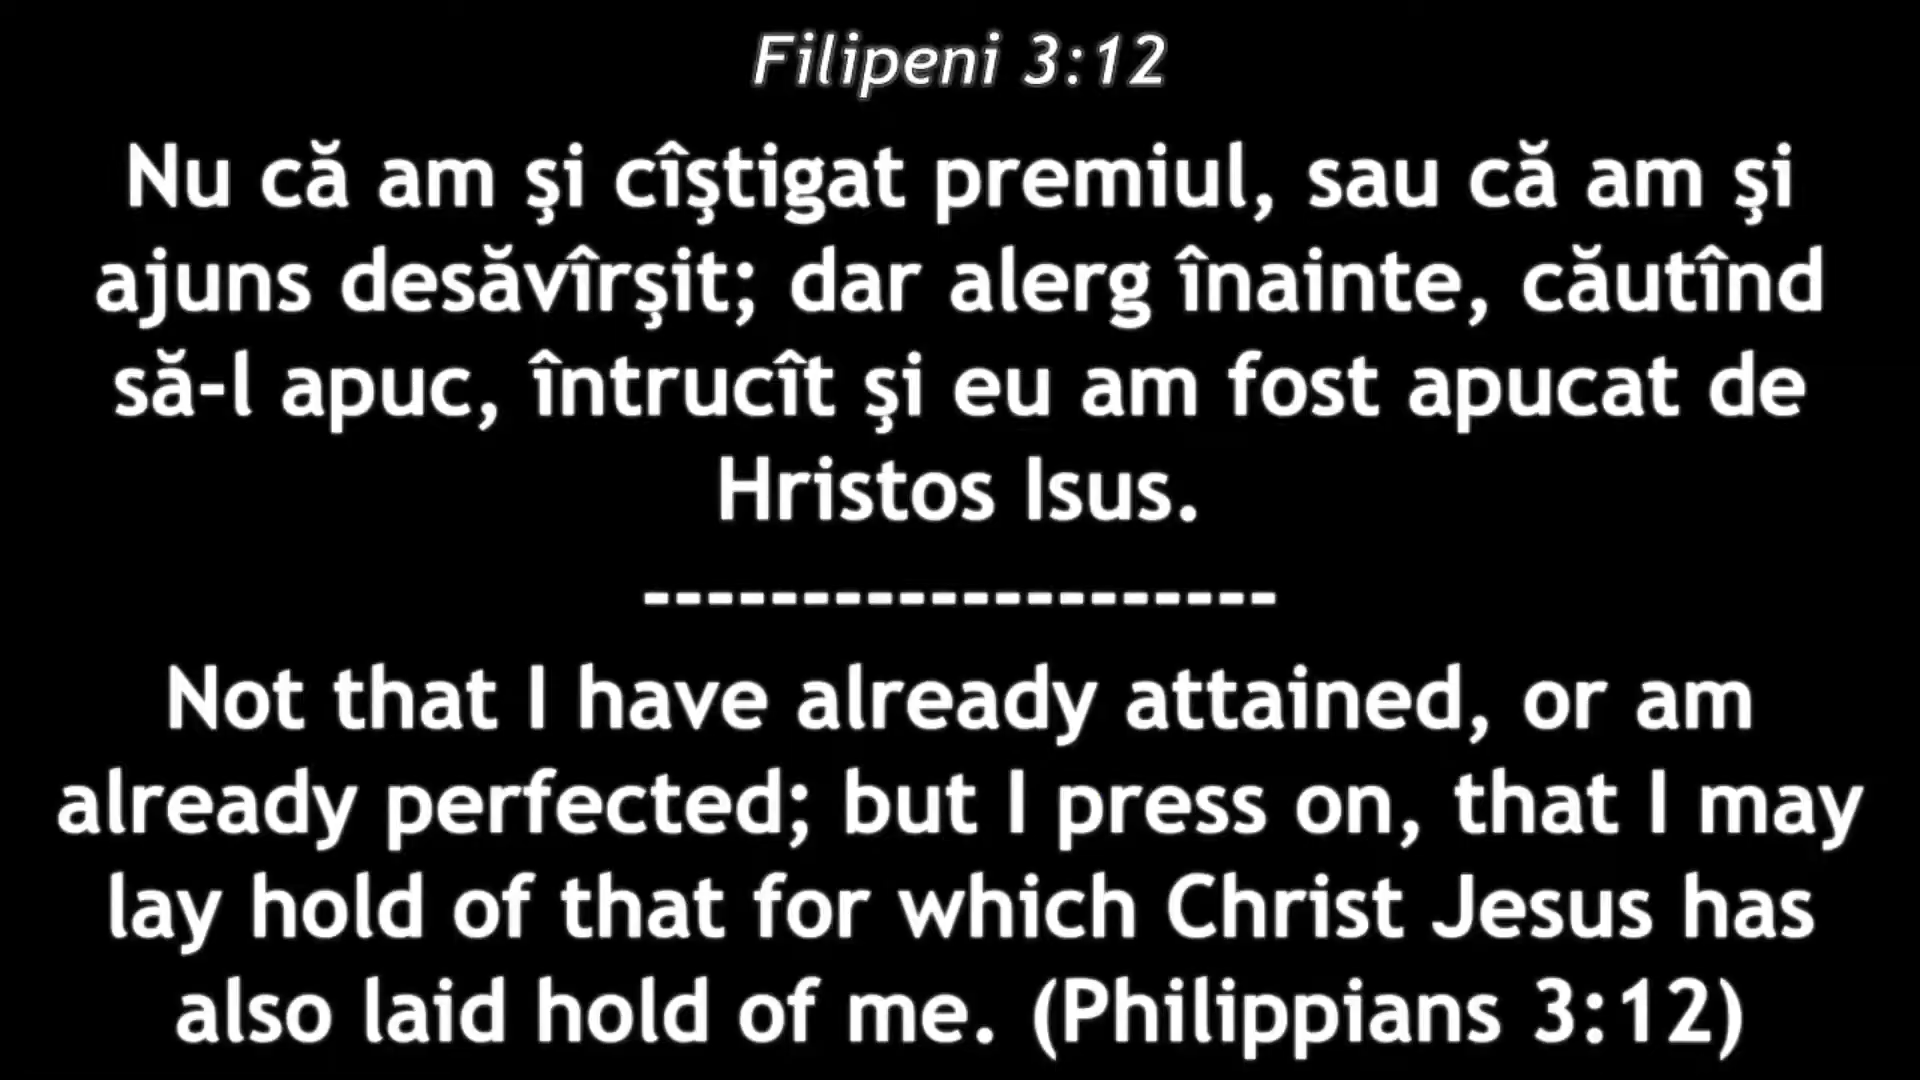 Filipeni 3:12
Nu că am şi cîştigat premiul, sau că am şi
ajuns desăvîrşit; dar alerg înainte, căutînd
să-l apuc, întrucît şi eu am fost apucat de
Hristos Isus.
--------------------
Not that I have already attained, or am
already perfected; but I press on, that I may
lay hold of that for which Christ Jesus has
also laid hold of me. (Philippians 3:12)